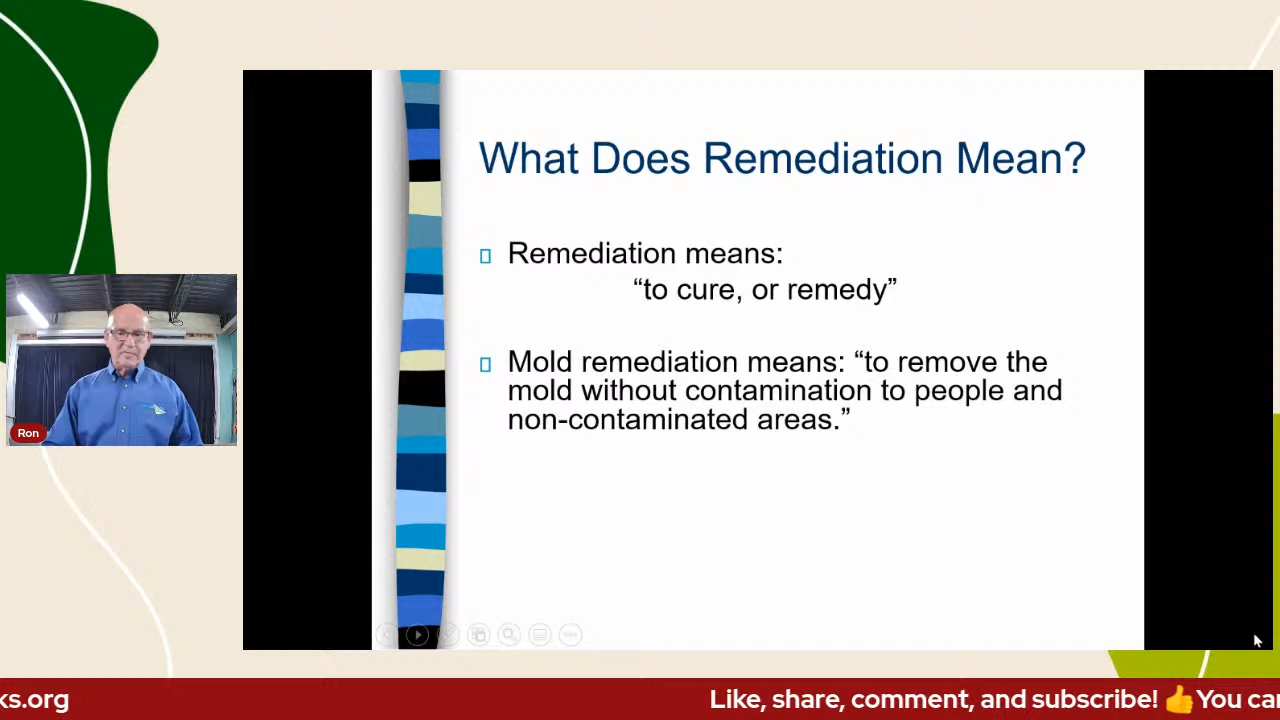 What Does Remediation Mean?
Remediation means:
“to cure, or remedy”
Mold remediation means: “to remove the
mold without contamination to people and
non-contaminated areas.”
Ron
ks.org
Like, share, comment, and subscribe! 👍You can